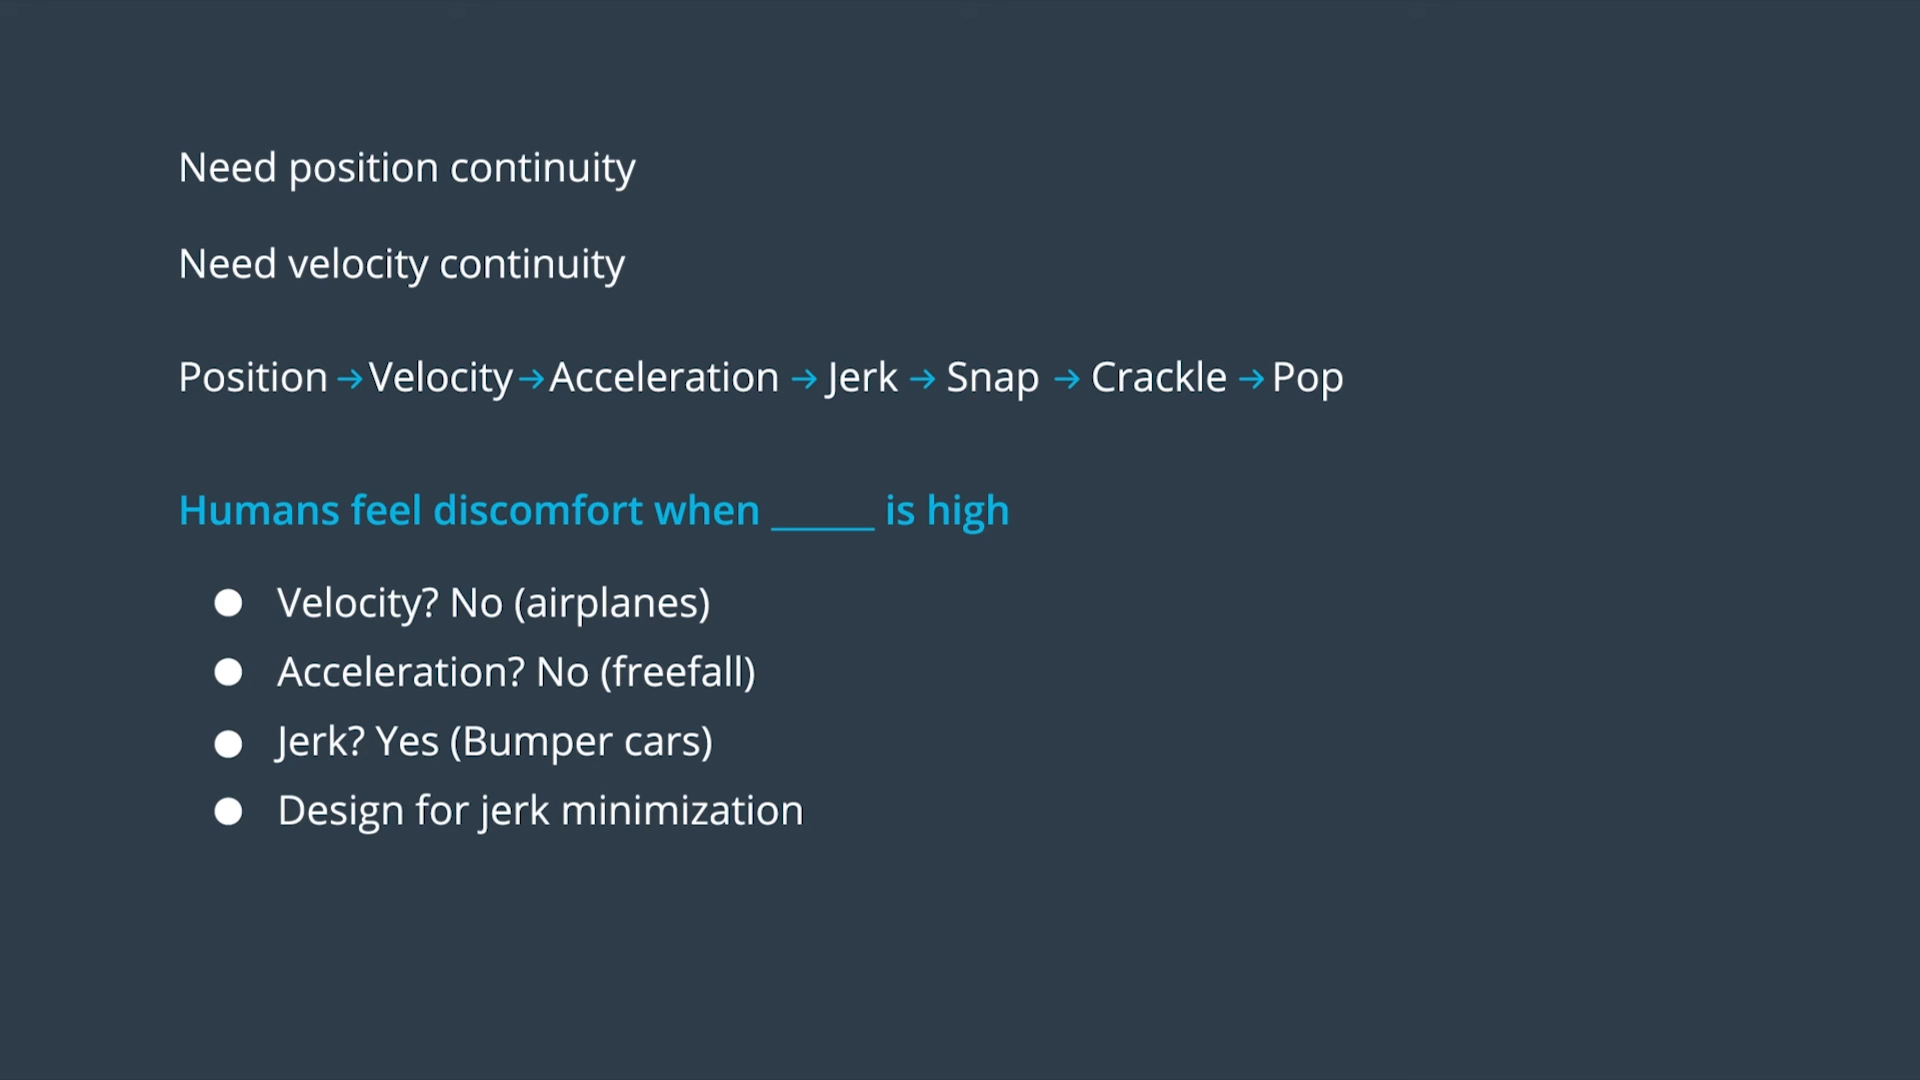 Need position continuity
Need velocity continuity
Position → Velocity → Acceleration → Jerk → Snap → Crackle → Pop
Humans feel discomfort when _____ is high
● Velocity? No (airplanes)
● Acceleration? No (freefall)
● Jerk? Yes (Bumper cars)
● Design for jerk minimization